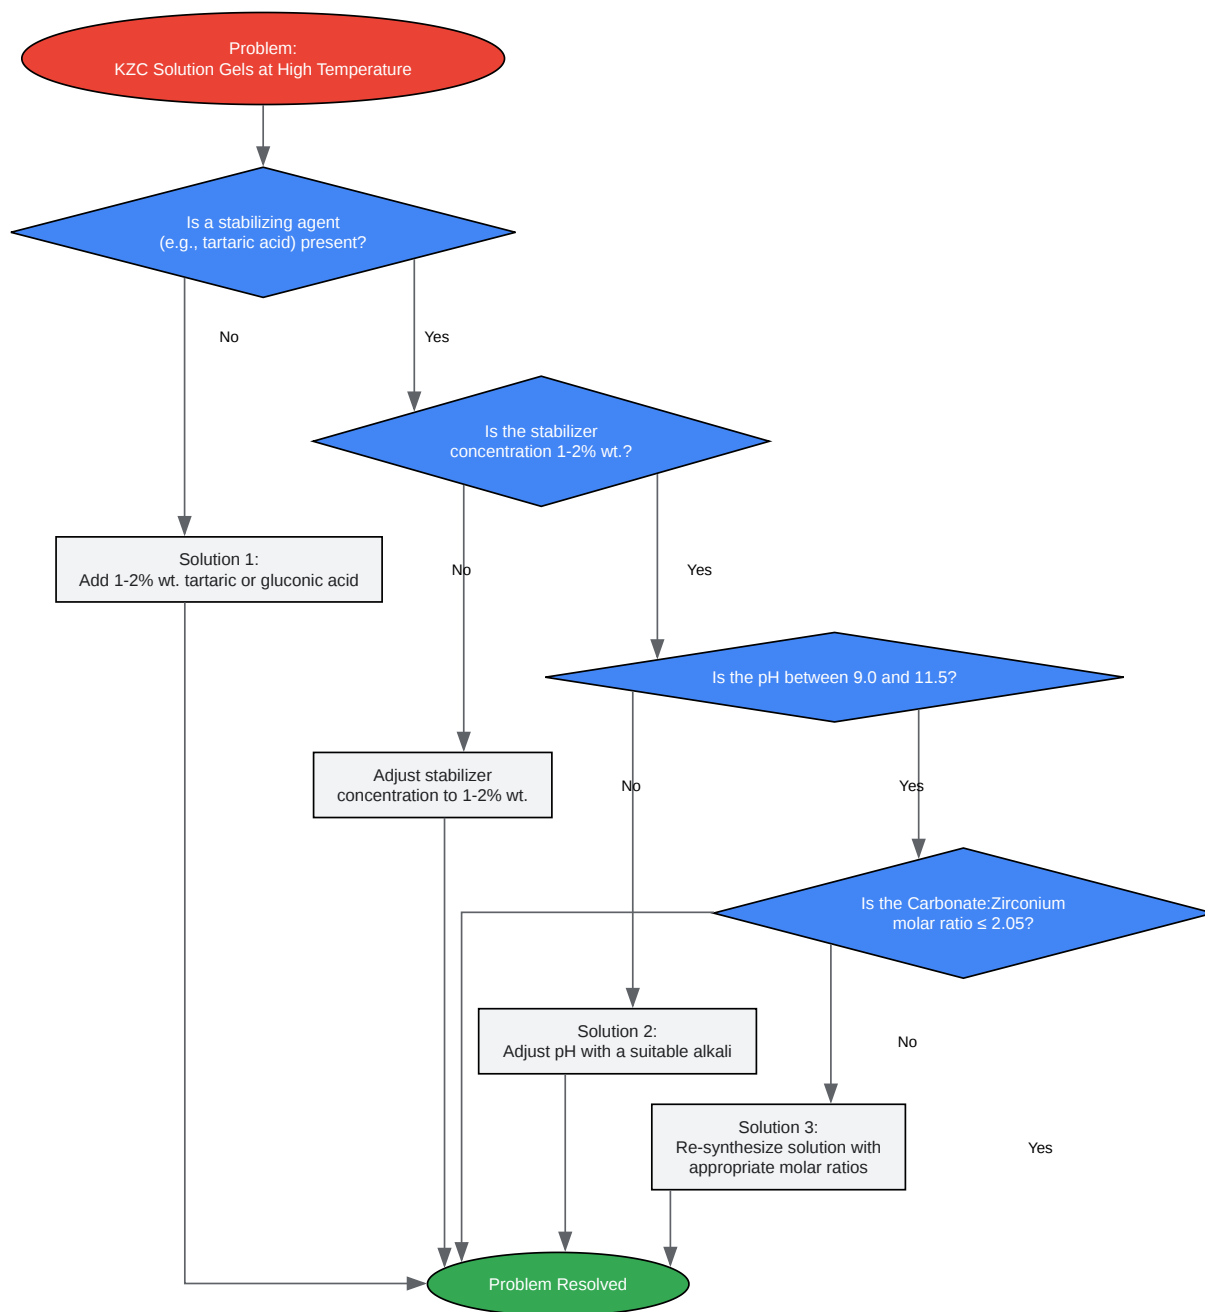 Problem:
KZC Solution Gels at High Temperature
Is a stabilizing agent
(e.g., tartaric acid) present?
No
Yes
Is the stabilizer
concentration 1-2% wt.?
Solution 1:
Add 1-2% wt. tartaric or gluconic acid
No
Yes
Is the pH between 9.0 and 11.5?
Adjust stabilizer
concentration to 1-2% wt.
No
Yes
Is the Carbonate:Zirconium
molar ratio ≤ 2.05?
Solution 2:
Adjust pH with a suitable alkali
No
Solution 3:
Re-synthesize solution with
appropriate molar ratios
Yes
Problem Resolved